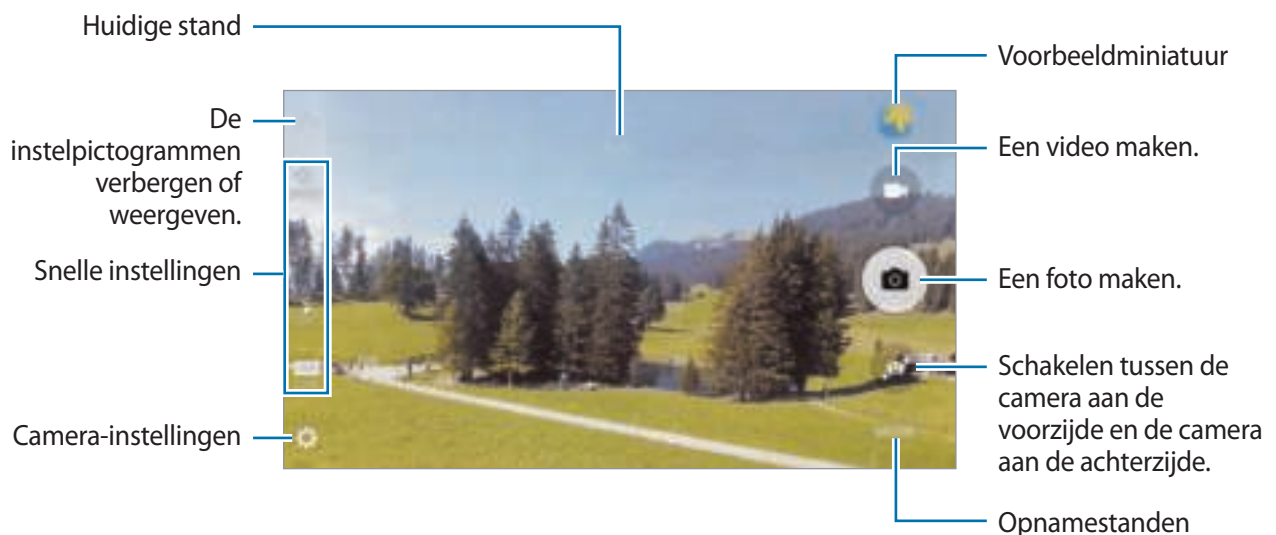 Huidige stand
De
instelpictogrammen
verbergen of
weergeven.
Snelle instellingen
Camera-instellingen
Voorbeeldminiatuur
Een video maken.
Een foto maken.
Schakelen tussen de
camera aan de
voorzijde en de camera
aan de achterzijde.
Opnamestanden